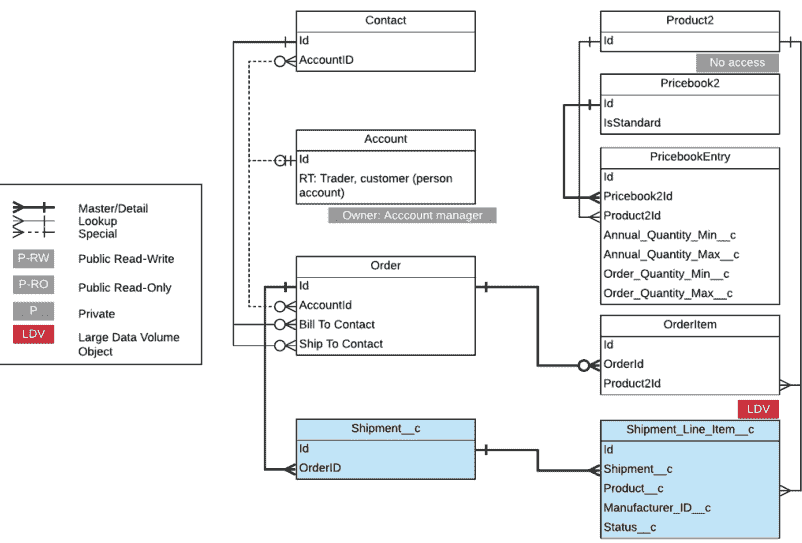 Contact
Id
AccountID
Account
Id
RT: Trader, customer (person
account)
Owner: Acccount manager
Order
Id
AccountId
Bill To Contact
Ship To Contact
Shipment__c
Id
OrderID
Product2
Id
No access
Pricebook2
Id
IsStandard
PricebookEntry
Id
Pricebook2Id
Product2Id
Annual_Quantity_Min__c
Annual_Quantity_Max__c
Order_Quantity_Min__c
Order_Quantity_Max__c
OrderItem
Id
OrderId
Product2Id
LDV
Shipment_Line_Item__c
Id
Shipment__c
Product__c
Manufacturer_ID__c
Status__c
Master/Detail
Lookup
Special
P-RW Public Read-Write
P-RO Public Read-Only
P Private
LDV Large Data Volume
Object